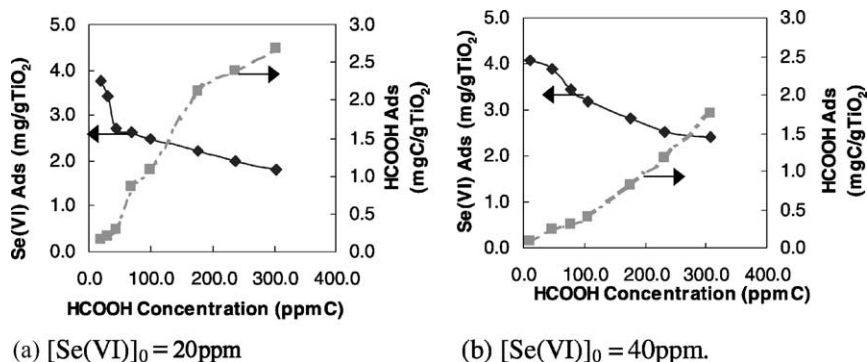 5.0
4.0
3.0
2.0
1.0
0.0
Se(VI) Ads (mg/gTiO2)
3.0
2.5
2.0
1.5
1.0
0.5
0.0
HCOOH Ads
(mgC/gTiO2)
0.0 100.0 200.0 300.0 400.0
HCOOH Concentration (ppmC)
(a) [Se(VI)]0 = 20ppm
5.0
4.0
3.0
2.0
1.0
0.0
Se(VI) Ads (mg/gTiO2)
3.0
2.5
2.0
1.5
1.0
0.5
0.0
HCOOH Ads
(mgC/gTiO2)
0.0 100.0 200.0 300.0 400.0
HCOOH Concentration (ppmC)
(b) [Se(VI)]0 = 40ppm.